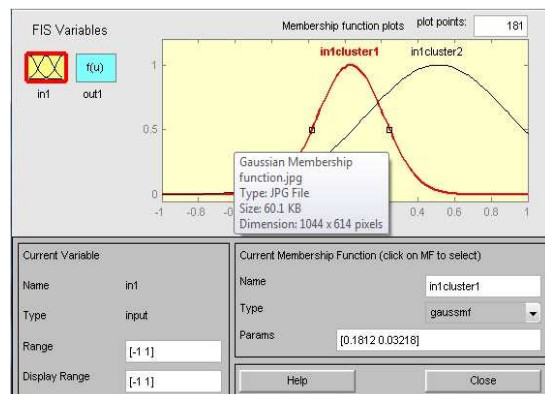 FIS Variables
Membership function plots
plot points:
181
f(u)
in1
out1
in1cluster1
in1cluster2
1
0.5
0
-1
-0.8
0.4
0.6
0.8
1
Gaussian Membership
function.jpg
Type: JPG File
Size: 60.1 KB
Dimension: 1044 x 614 pixels
Current Variable
Name
in1
Type
input
Range
[-1 1]
Display Range
[-1 1]
Current Membership Function (click on MF to select)
Name
in1cluster1
Type
gaussmf
Params
[0.1812 0.03218]
Help
Close